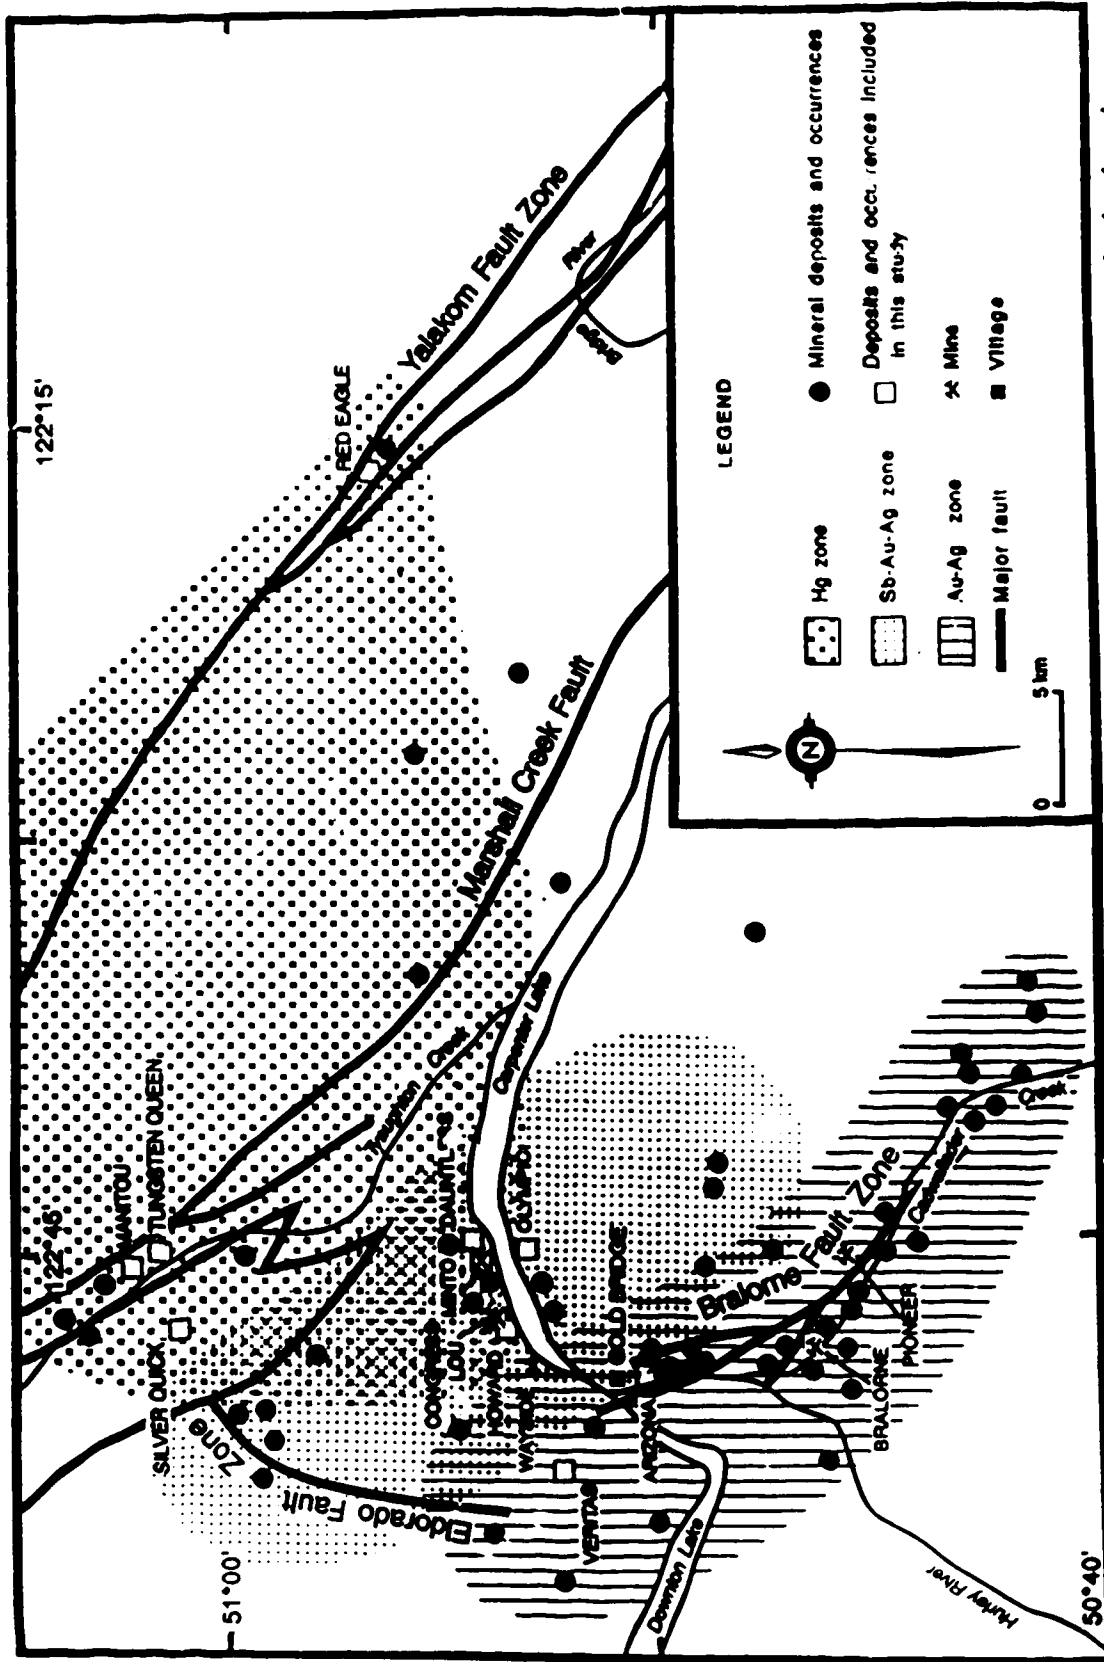 122°45'
122°15'
51°00'
50°40'
MANITOU
TUNGSTEN QUEEN
SILVER QUICK
RED EAGLE
Yalakom Fault Zone
Bridge
River
Marshall Creek Fault
Eldorado Fault
Zone
Creek
Carpenter Lake
CONGRESS
LOU
MINTO
HOWARD
WAYSIDE
GOLD BRIDGE
ARIZONA
VERITAS
Downton Lake
Hurley River
Bralorne Fault Zone
Cadwallader
Creek
BRALORNE
PIONEER
LEGEND
Hg zone
Sb-Au-Ag zone
Au-Ag zone
Major fault
Mineral deposits and occurrences
Deposits and occurrences included
in this study
Mine
Village
N
0
5 km